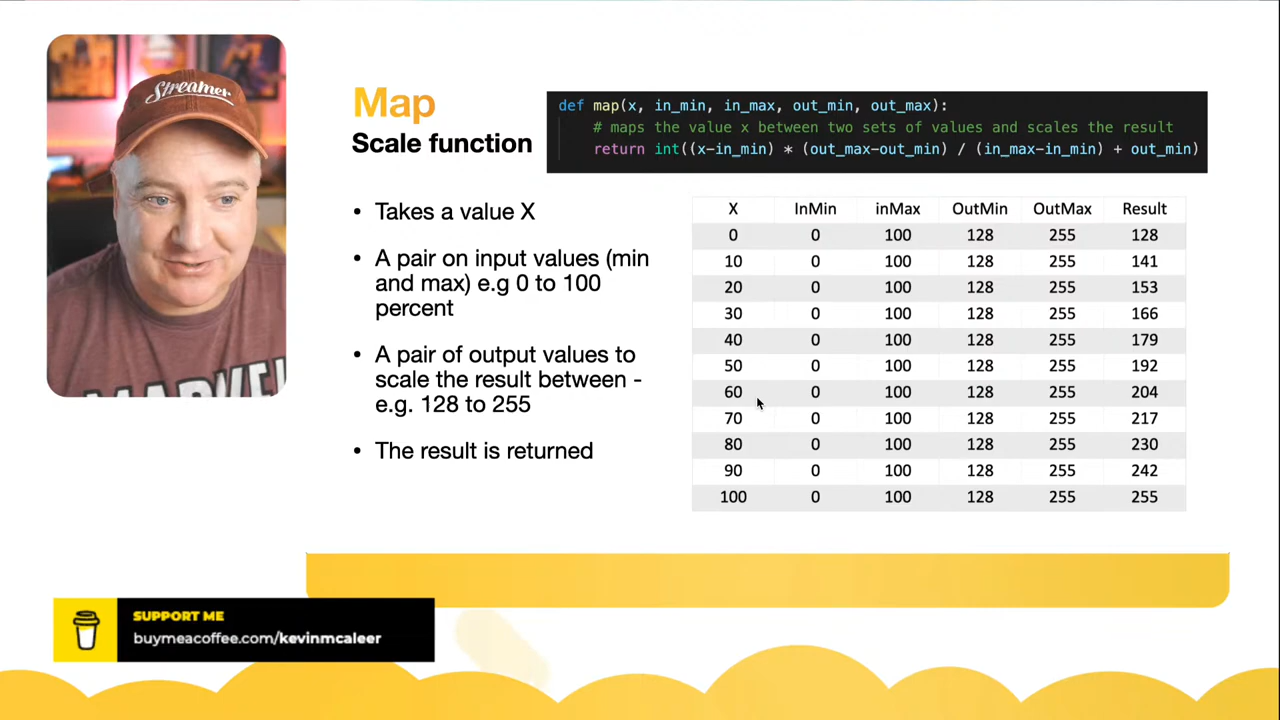 Streamer
Map
Scale function
def map(x, in_min, in_max, out_min, out_max):
# maps the value x between two sets of values and scales the result
return int((x-in_min) * (out_max-out_min) / (in_max-in_min) + out_min)
• Takes a value X
• A pair on input values (min
and max) e.g 0 to 100
percent
• A pair of output values to
scale the result between -
e.g. 128 to 255
• The result is returned
X InMin inMax OutMin OutMax Result
0 0 100 128 255 128
10 0 100 128 255 141
20 0 100 128 255 153
30 0 100 128 255 166
40 0 100 128 255 179
50 0 100 128 255 192
60 0 100 128 255 204
70 0 100 128 255 217
80 0 100 128 255 230
90 0 100 128 255 242
100 0 100 128 255 255
SUPPORT ME
buymeacoffee.com/kevinmcaleer